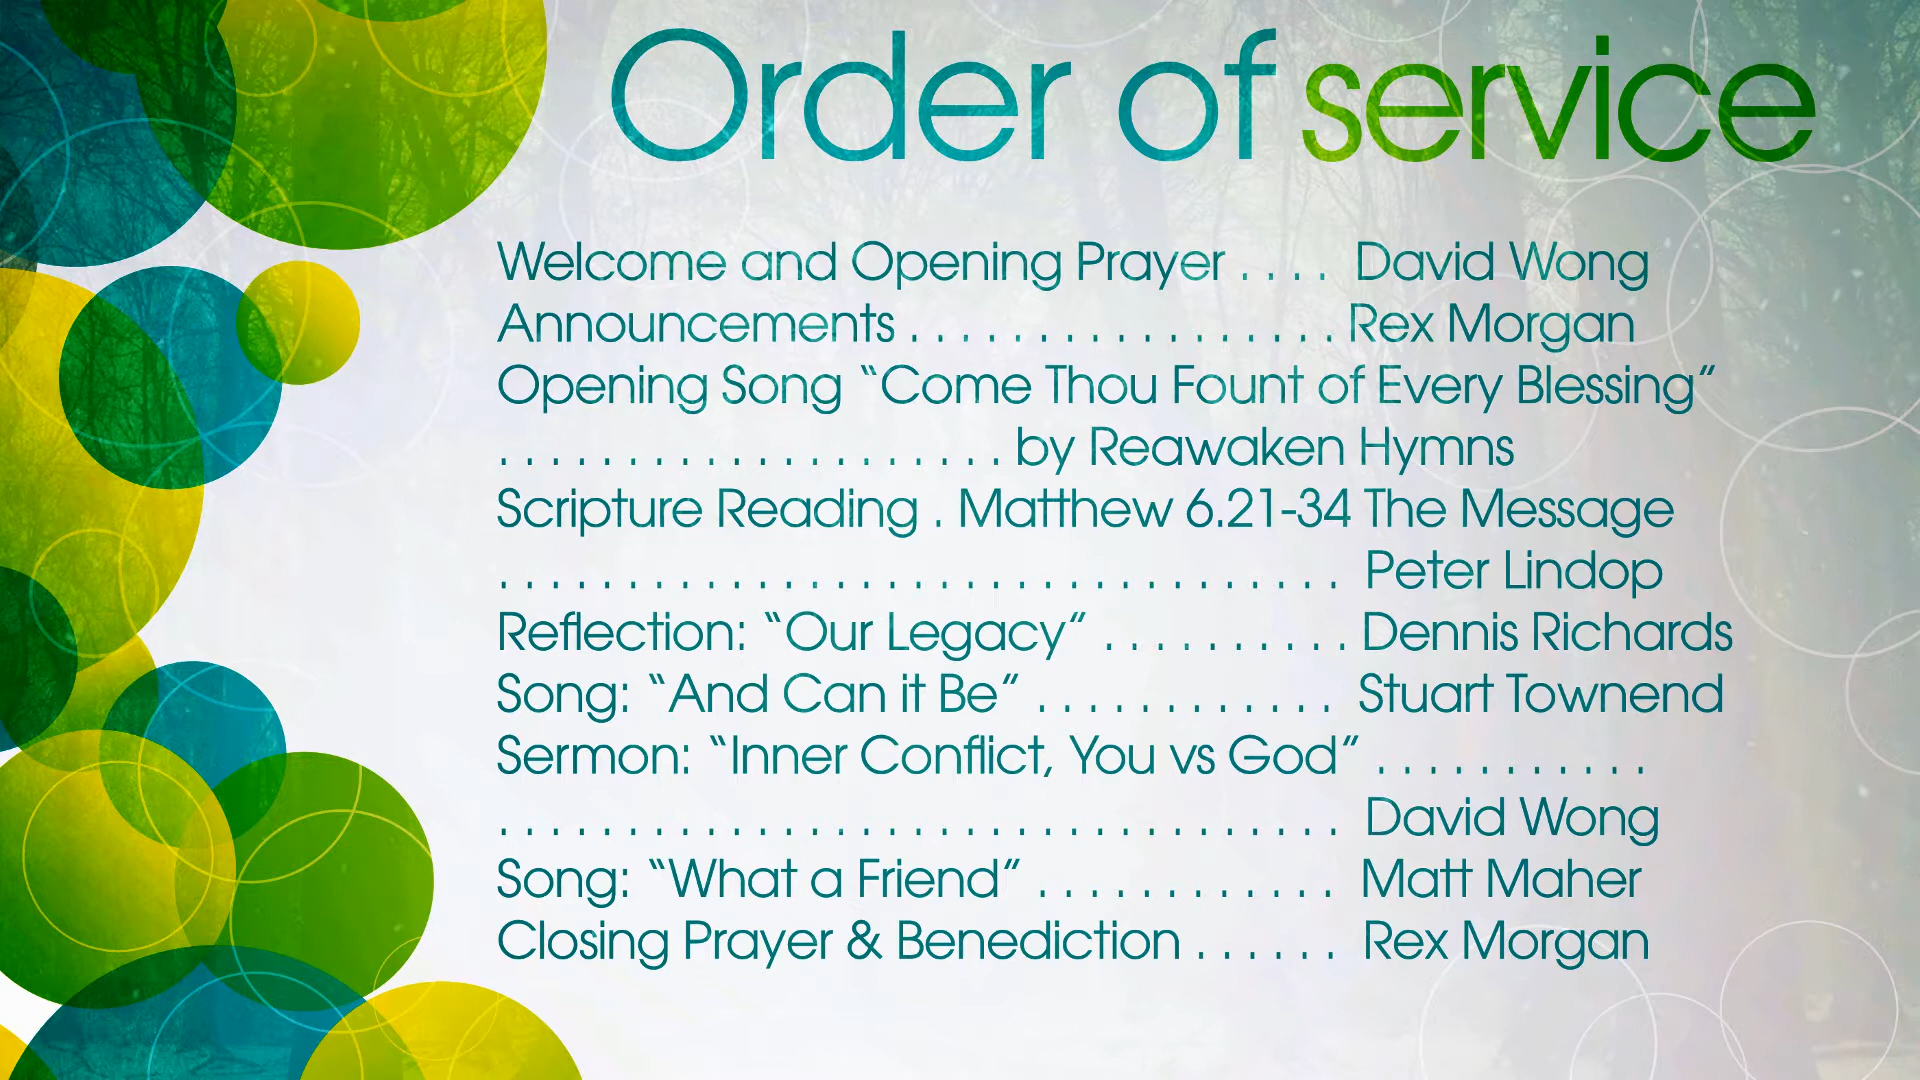 Order of service
Welcome and Opening Prayer . . . . David Wong
Announcements . . . . . . . . . . . . . . . . . Rex Morgan
Opening Song “Come Thou Fount of Every Blessing”
. . . . . . . . . . . . . . . . . . . . by Reawaken Hymns
Scripture Reading . Matthew 6.21-34 The Message
. . . . . . . . . . . . . . . . . . . . . . . . . . . . . . . . . Peter Lindop
Reflection: “Our Legacy” . . . . . . . . . . Dennis Richards
Song: “And Can it Be” . . . . . . . . . . . . Stuart Townend
Sermon: “Inner Conflict, You vs God” . . . . . . . . . . .
. . . . . . . . . . . . . . . . . . . . . . . . . . . . . . . . . David Wong
Song: “What a Friend” . . . . . . . . . . . . Matt Maher
Closing Prayer & Benediction . . . . . . Rex Morgan